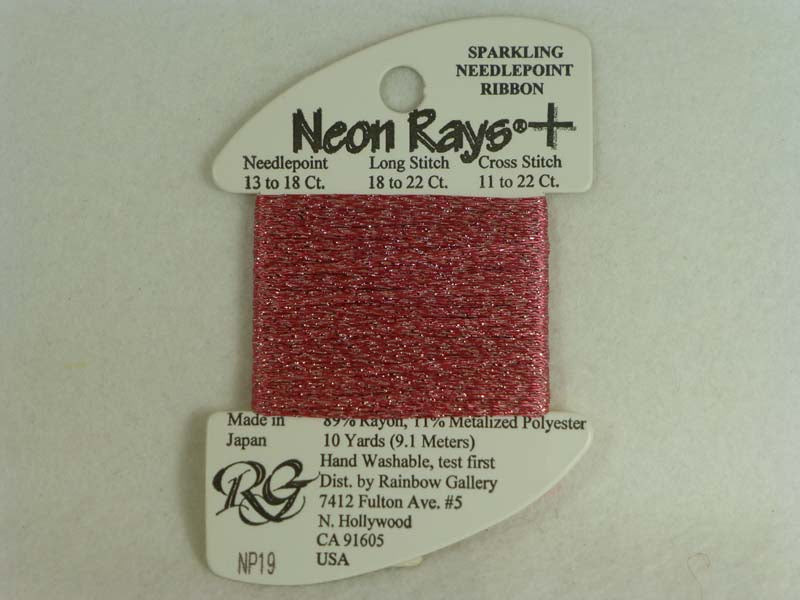 SPARKLING
NEEDLEPOINT
RIBBON
Neon Rays®+
Needlepoint Long Stitch Cross Stitch
13 to 18 Ct. 18 to 22 Ct. 11 to 22 Ct.
Made in 89% Rayon, 11% Metalized Polyester
Japan 10 Yards (9.1 Meters)
Hand Washable, test first
RG Dist. by Rainbow Gallery
7412 Fulton Ave. #5
N. Hollywood
CA 91605
NP19 USA